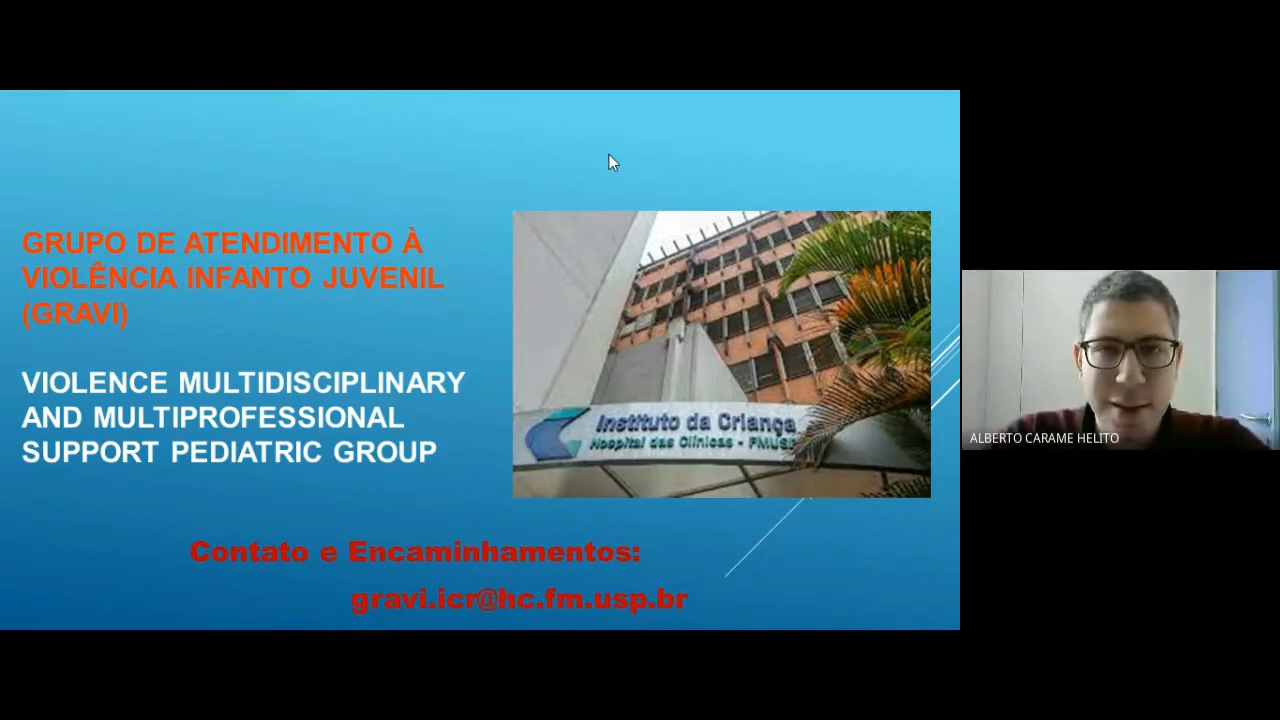 GRUPO DE ATENDIMENTO À
VIOLÊNCIA INFANTO JUVENIL
(GRAVI)
VIOLENCE MULTIDISCIPLINARY
AND MULTIPROFESSIONAL
SUPPORT PEDIATRIC GROUP
Instituto da Criança
Hospital das Clínicas - FMUSP
Contato e Encaminhamentos:
gravi.icr@hc.fm.usp.br
ALBERTO CARAME HELITO